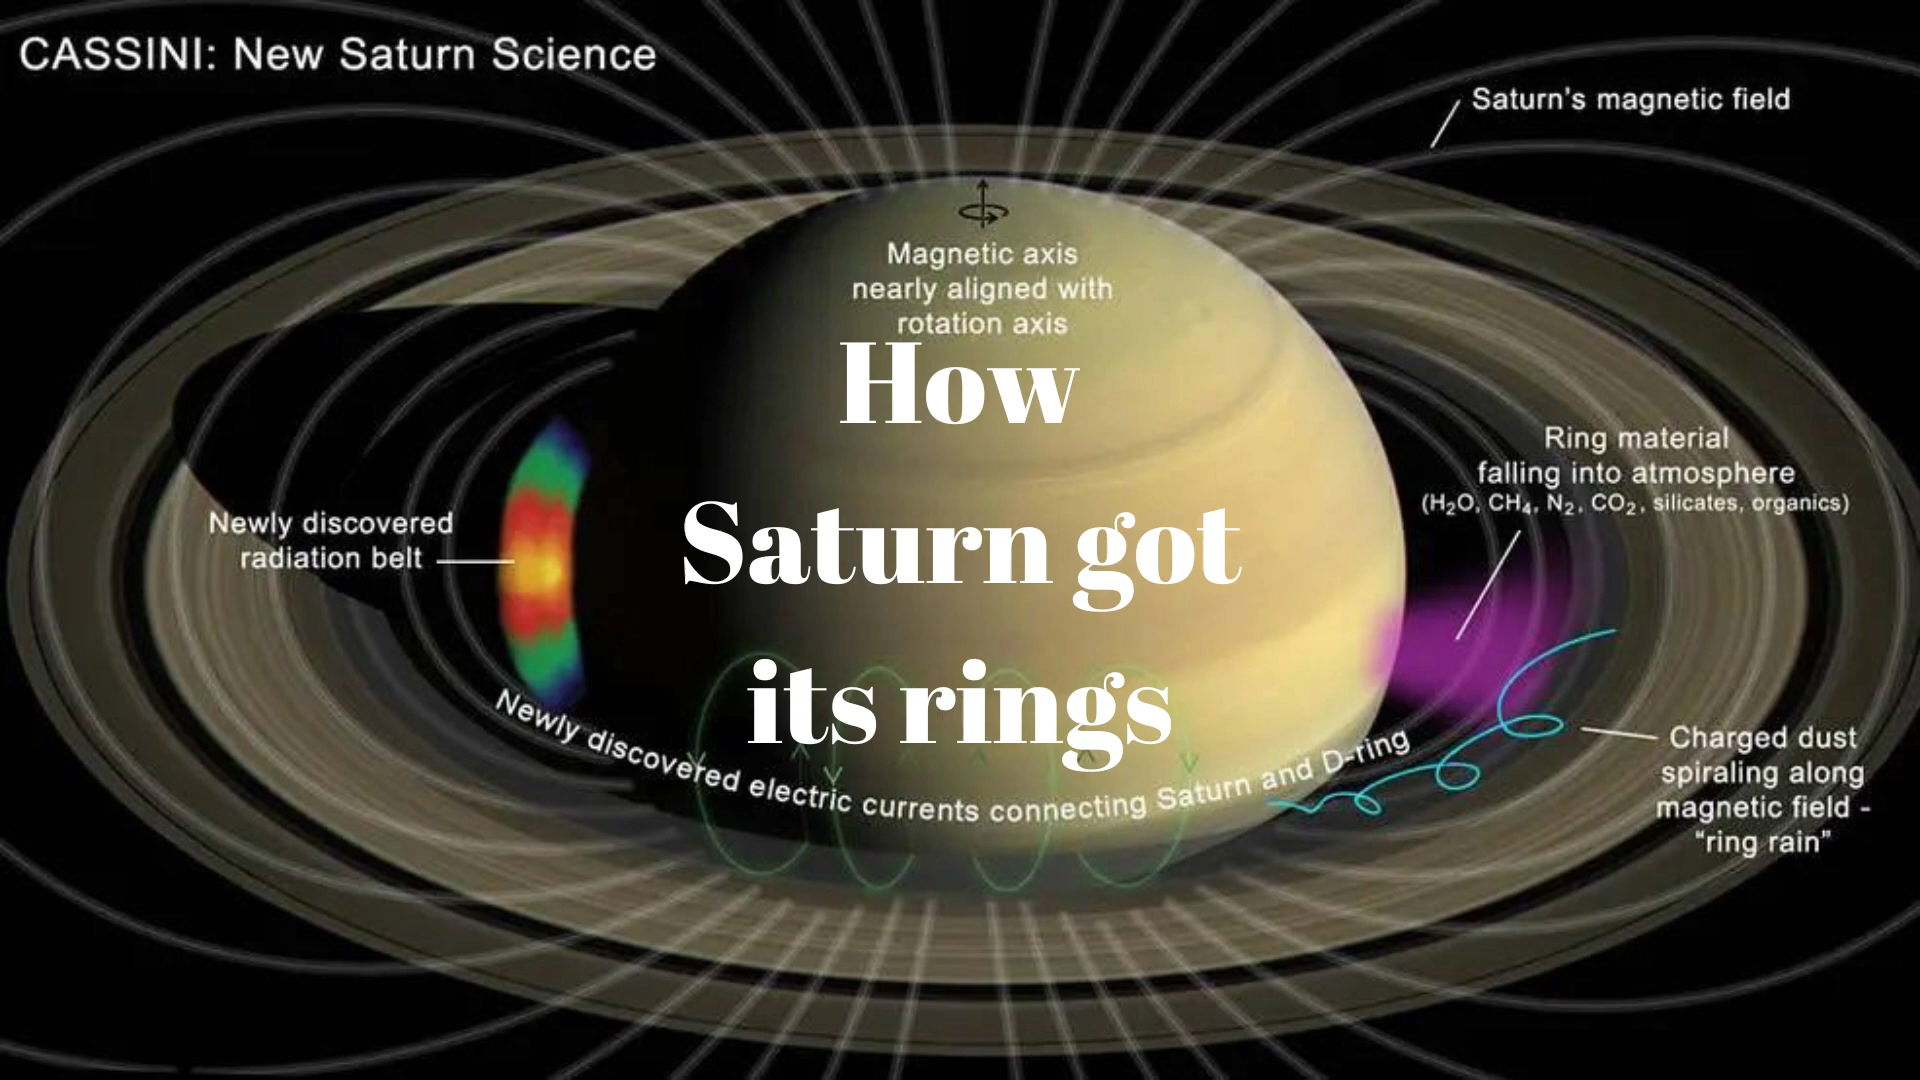 CASSINI: New Saturn Science
Saturn's magnetic field
Magnetic axis
nearly aligned with
rotation axis
How
Saturn got
its rings
Ring material
falling into atmosphere
(H₂O, CH₄, N₂, CO₂, silicates, organics)
Newly discovered
radiation belt
Newly discovered electric currents connecting Saturn and D-ring
Charged dust
spiraling along
magnetic field -
“ring rain”